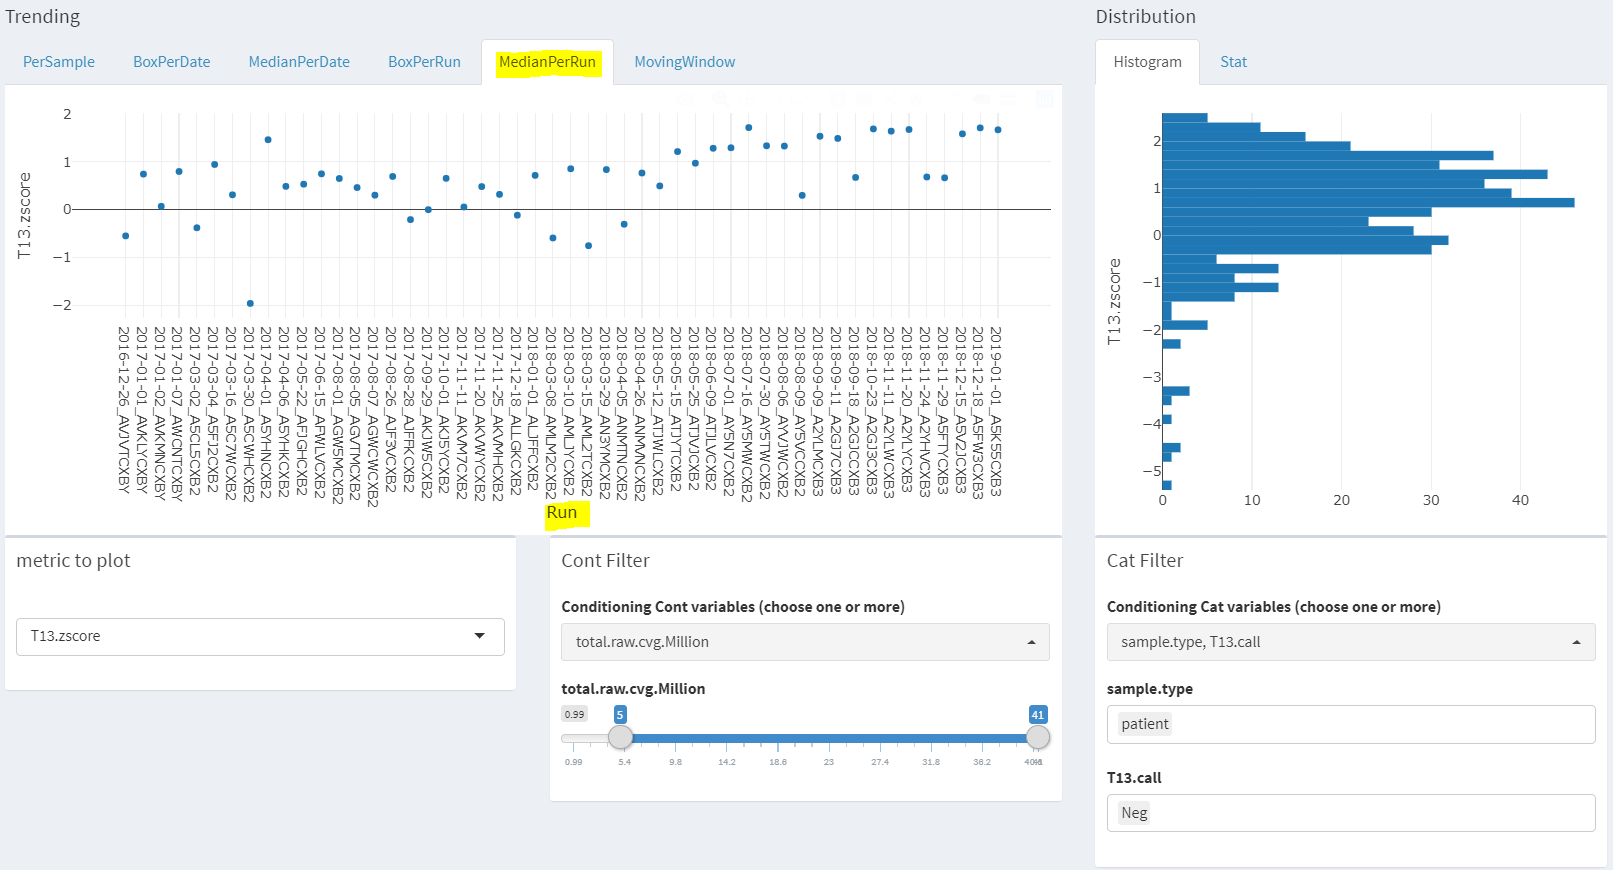 Trending
PerSample
BoxPerDate
MedianPerDate
BoxPerRun
MedianPerRun
MovingWindow
T13.zscore
2
1
0
−1
−2
2016-12-26_AVJVTCXBY
2017-01-01_AVKLYCXBY
2017-01-02_AVKMNCXBY
2017-01-07_AWCNTCXBY
2017-03-02_A5CL5CXB2
2017-03-04_A5FJ2CXB2
2017-03-16_A5C7WCXB2
2017-03-30_A5CWHCXB2
2017-04-01_A5YHNCXB2
2017-04-06_A5YHKCXB2
2017-05-22_AFJGHCXB2
2017-06-15_AFWLVCXB2
2017-08-01_AGW5MCXB2
2017-08-05_AGVTMCXB2
2017-08-07_AGWCWCXB2
2017-08-26_AJF3VCXB2
2017-08-28_AJFFKCXB2
2017-09-29_AKJW5CXB2
2017-10-01_AKJ5YCXB2
2017-11-11_AKVM7CXB2
2017-11-20_AKVWYCXB2
2017-11-25_AKVMHCXB2
2017-12-18_ALLGKCXB2
2018-01-01_ALJFFCXB2
2018-03-08_AMLM2CXB2
2018-03-10_AMLJYCXB2
2018-03-15_AML2TCXB2
2018-03-29_AN3YMCXB2
2018-04-05_ANMTNCXB2
2018-04-26_ANMVNCXB2
2018-05-12_ATJWLCXB2
2018-05-15_ATJYTCXB2
2018-05-25_ATJVJCXB2
2018-06-09_ATJLVCXB2
2018-07-01_AY5N7CXB2
2018-07-16_AY5MWCXB2
2018-07-30_AY5TWCXB2
2018-08-06_AYVJWCXB2
2018-08-09_AY5VCCXB2
2018-09-09_A2YLMCXB3
2018-09-11_A2GJ7CXB3
2018-09-18_A2GJCCXB3
2018-10-23_A2GJ3CXB3
2018-11-11_A2YLWCXB3
2018-11-20_A2YLYCXB3
2018-11-24_A2YHVCXB3
2018-11-29_A5FTYCXB3
2018-12-15_A5V2JCXB3
2018-12-18_A5FW3CXB3
2019-01-01_A5K55CXB3
Run
Distribution
Histogram
Stat
T13.zscore
2
1
0
−1
−2
−3
−4
−5
0
10
20
30
40
metric to plot
T13.zscore
Cont Filter
Conditioning Cont variables (choose one or more)
total.raw.cvg.Million
total.raw.cvg.Million
0.99
5
41
0.99
5.4
9.8
14.2
18.6
23
27.4
31.8
36.2
Cat Filter
Conditioning Cat variables (choose one or more)
sample.type, T13.call
sample.type
patient
T13.call
Neg